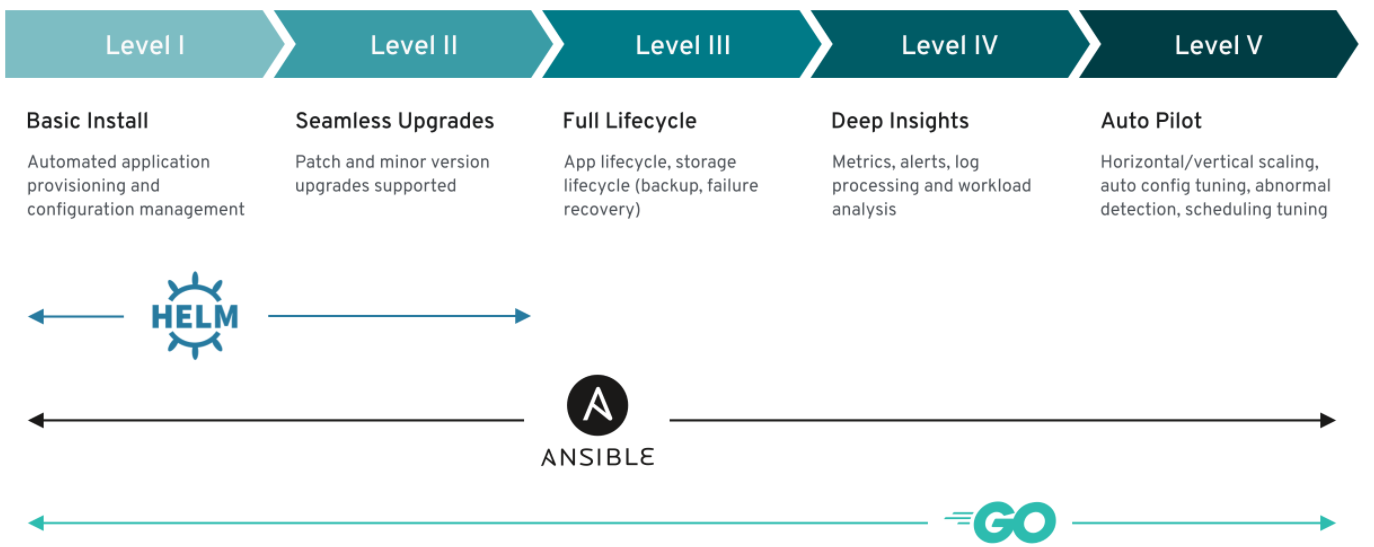 Level I
Level II
Level III
Level IV
Level V
Basic Install
Automated application
provisioning and
configuration management
Seamless Upgrades
Patch and minor version
upgrades supported
Full Lifecycle
App lifecycle, storage
lifecycle (backup, failure
recovery)
Deep Insights
Metrics, alerts, log
processing and workload
analysis
Auto Pilot
Horizontal/vertical scaling,
auto config tuning, abnormal
detection, scheduling tuning
HELM
A
ANSIBLE
GO